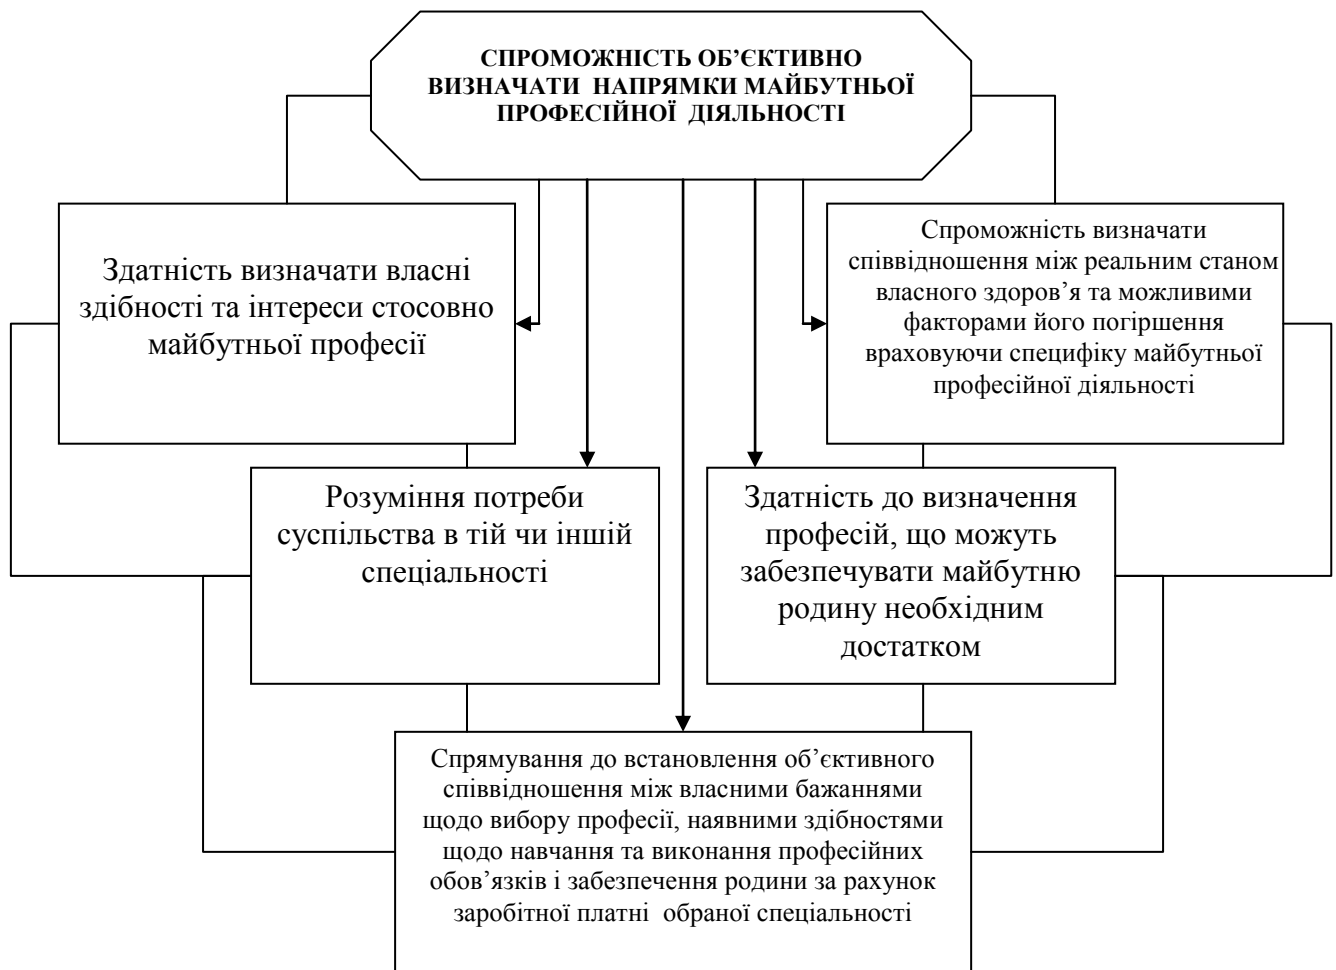 СПРОМОЖНІСТЬ ОБ’ЄКТИВНО
ВИЗНАЧАТИ НАПРЯМКИ МАЙБУТНЬОЇ
ПРОФЕСІЙНОЇ ДІЯЛЬНОСТІ
Здатність визначати власні
здібності та інтереси стосовно
майбутньої професії
Спроможність визначати
співвідношення між реальним станом
власного здоров’я та можливими
факторами його погіршення
враховуючи специфіку майбутньої
професійної діяльності
Розуміння потреби
суспільства в тій чи іншій
спеціальності
Здатність до визначення
професій, що можуть
забезпечувати майбутню
родину необхідним
достатком
Спрямування до встановлення об’єктивного
співвідношення між власними бажаннями
щодо вибору професії, наявними здібностями
щодо навчання та виконання професійних
обов’язків і забезпечення родини за рахунок
заробітної платні обраної спеціальності